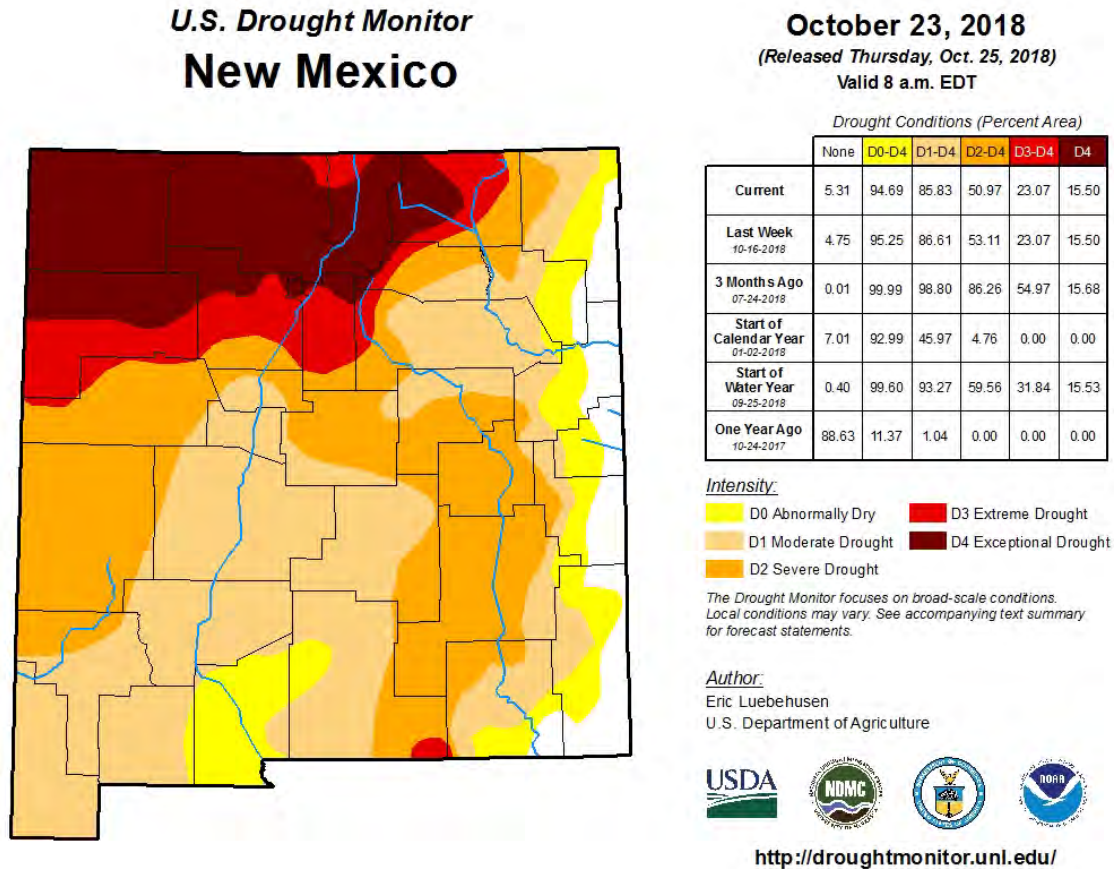 U.S. Drought Monitor
New Mexico
October 23, 2018
(Released Thursday, Oct. 25, 2018)
Valid 8 a.m. EDT
Drought Conditions (Percent Area)
None D0-D4 D1-D4 D2-D4 D3-D4 D4
Current 5.31 94.69 85.83 50.97 23.07 15.50
Last Week
10-16-2018 4.75 95.25 86.61 53.11 23.07 15.50
3 Months Ago
07-24-2018 0.01 99.99 98.80 86.26 54.97 15.68
Start of
Calendar Year
01-02-2018 7.01 92.99 45.97 4.76 0.00 0.00
Start of
Water Year
09-25-2018 0.40 99.60 93.27 59.56 31.84 15.53
One Year Ago
10-24-2017 88.63 11.37 1.04 0.00 0.00 0.00
Intensity:
D0 Abnormally Dry
D3 Extreme Drought
D1 Moderate Drought
D4 Exceptional Drought
D2 Severe Drought
The Drought Monitor focuses on broad-scale conditions.
Local conditions may vary. See accompanying text summary
for forecast statements.
Author:
Eric Luebehusen
U.S. Department of Agriculture
USDA
NDMC
NOAA
http://droughtmonitor.unl.edu/